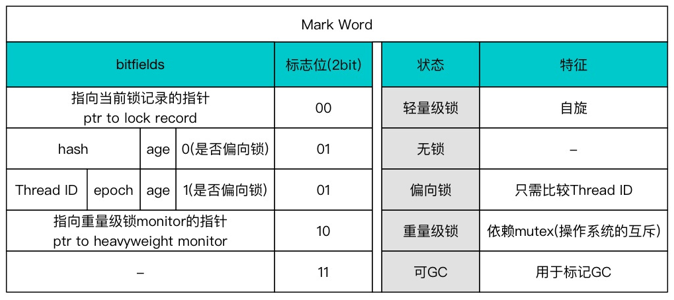 Mark Word
bitfields 标志位(2bit) 状态 特征
指向当前锁记录的指针
ptr to lock record 00 轻量级锁 自旋
hash age 0(是否偏向锁) 01 无锁 –
Thread ID epoch age 1(是否偏向锁) 01 偏向锁 只需比较Thread ID
指向重量级锁monitor的指针
ptr to heavyweight monitor 10 重量级锁 依赖mutex(操作系统的互斥)
– 11 可GC 用于标记GC